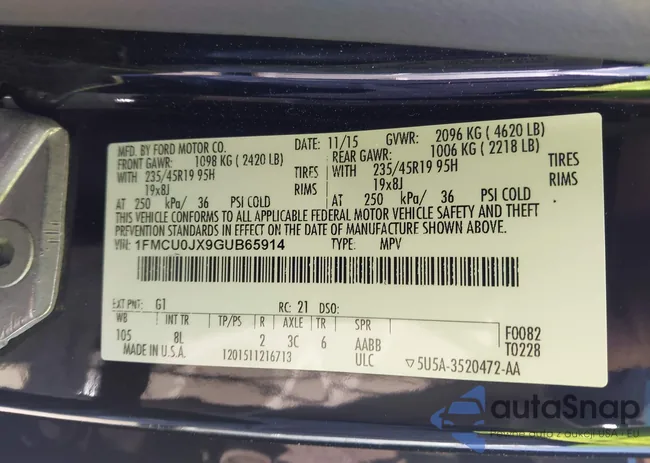 MFD. BY FORD MOTOR CO. DATE: 11/15 GVWR: 2096 KG ( 4620 LB)
FRONT GAWR: 1098 KG ( 2420 LB) REAR GAWR: 1006 KG ( 2218 LB)
WITH 235/45R19 95H TIRES WITH 235/45R19 95H TIRES
19x8J RIMS 19x8J RIMS
AT 250 kPa/ 36 PSI COLD AT 250 kPa/ 36 PSI COLD
THIS VEHICLE CONFORMS TO ALL APPLICABLE FEDERAL MOTOR VEHICLE SAFETY AND THEFT
PREVENTION STANDARDS IN EFFECT ON THE DATE OF MANUFACTURE SHOWN ABOVE.
VIN: 1FMCU0JX9GUB65914 TYPE: MPV
EXT PNT: G1 RC: 21 DSO:
WB INT TR TP/PS R AXLE TR SPR F0082
105 8L 2 3C 6 AABB T0228
MADE IN U.S.A. 1201511216713 ULC ▽5U5A-3520472-AA
autoSnap
Pewne auto z aukcji USA - EU